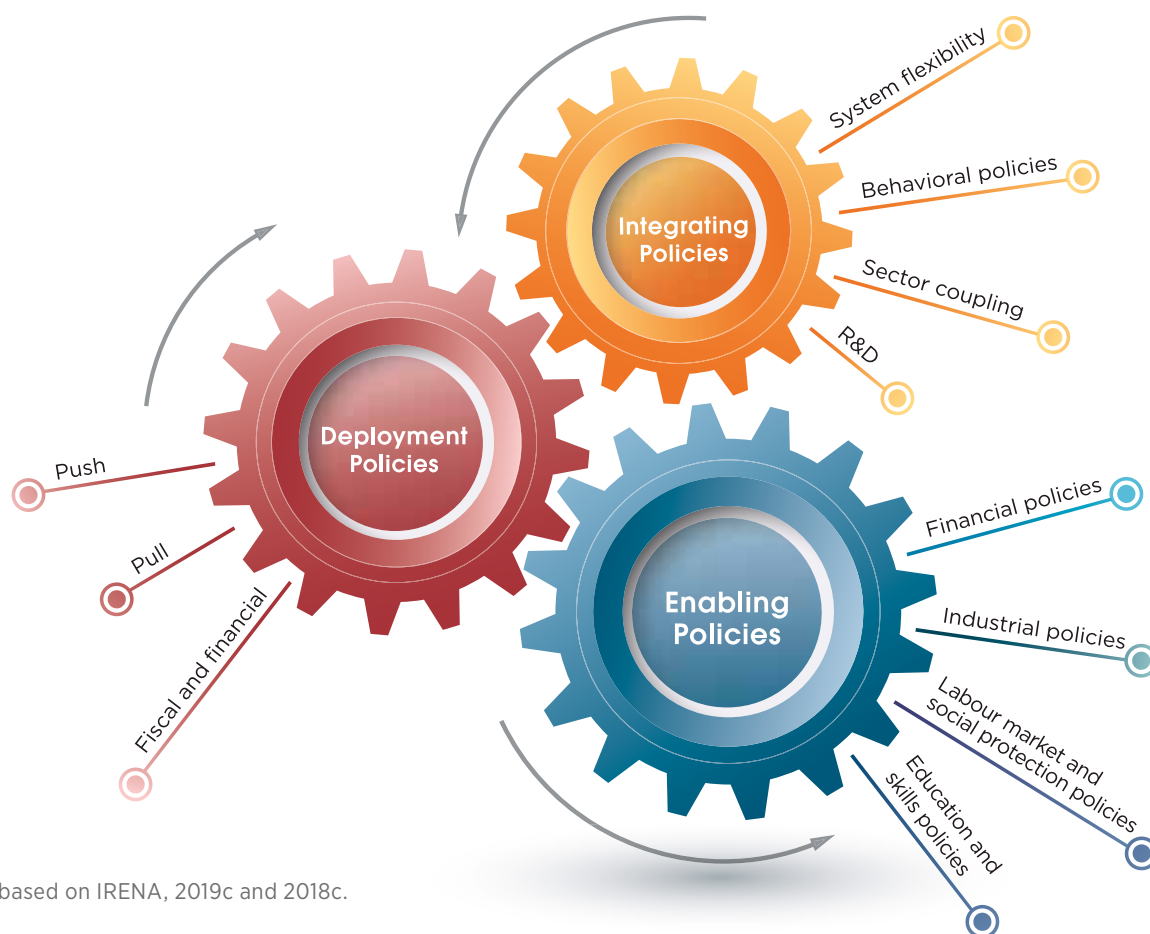 System flexibility
Behavioral policies
Integrating
Policies
Sector coupling
R&D
Deployment
Policies
Push
Pull
Fiscal and financial
Financial policies
Enabling
Policies
Industrial policies
Labour market and
social protection policies
Education and
skills policies
based on IRENA, 2019c and 2018c.